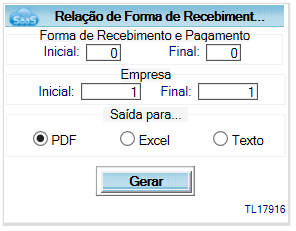 SaaS Relação de Forma de Recebiment...
Forma de Recebimento e Pagamento
Inicial: 0 Final: 0
Empresa
Inicial: 1 Final: 1
Saída para...
PDF Excel Texto
Gerar
TL17916